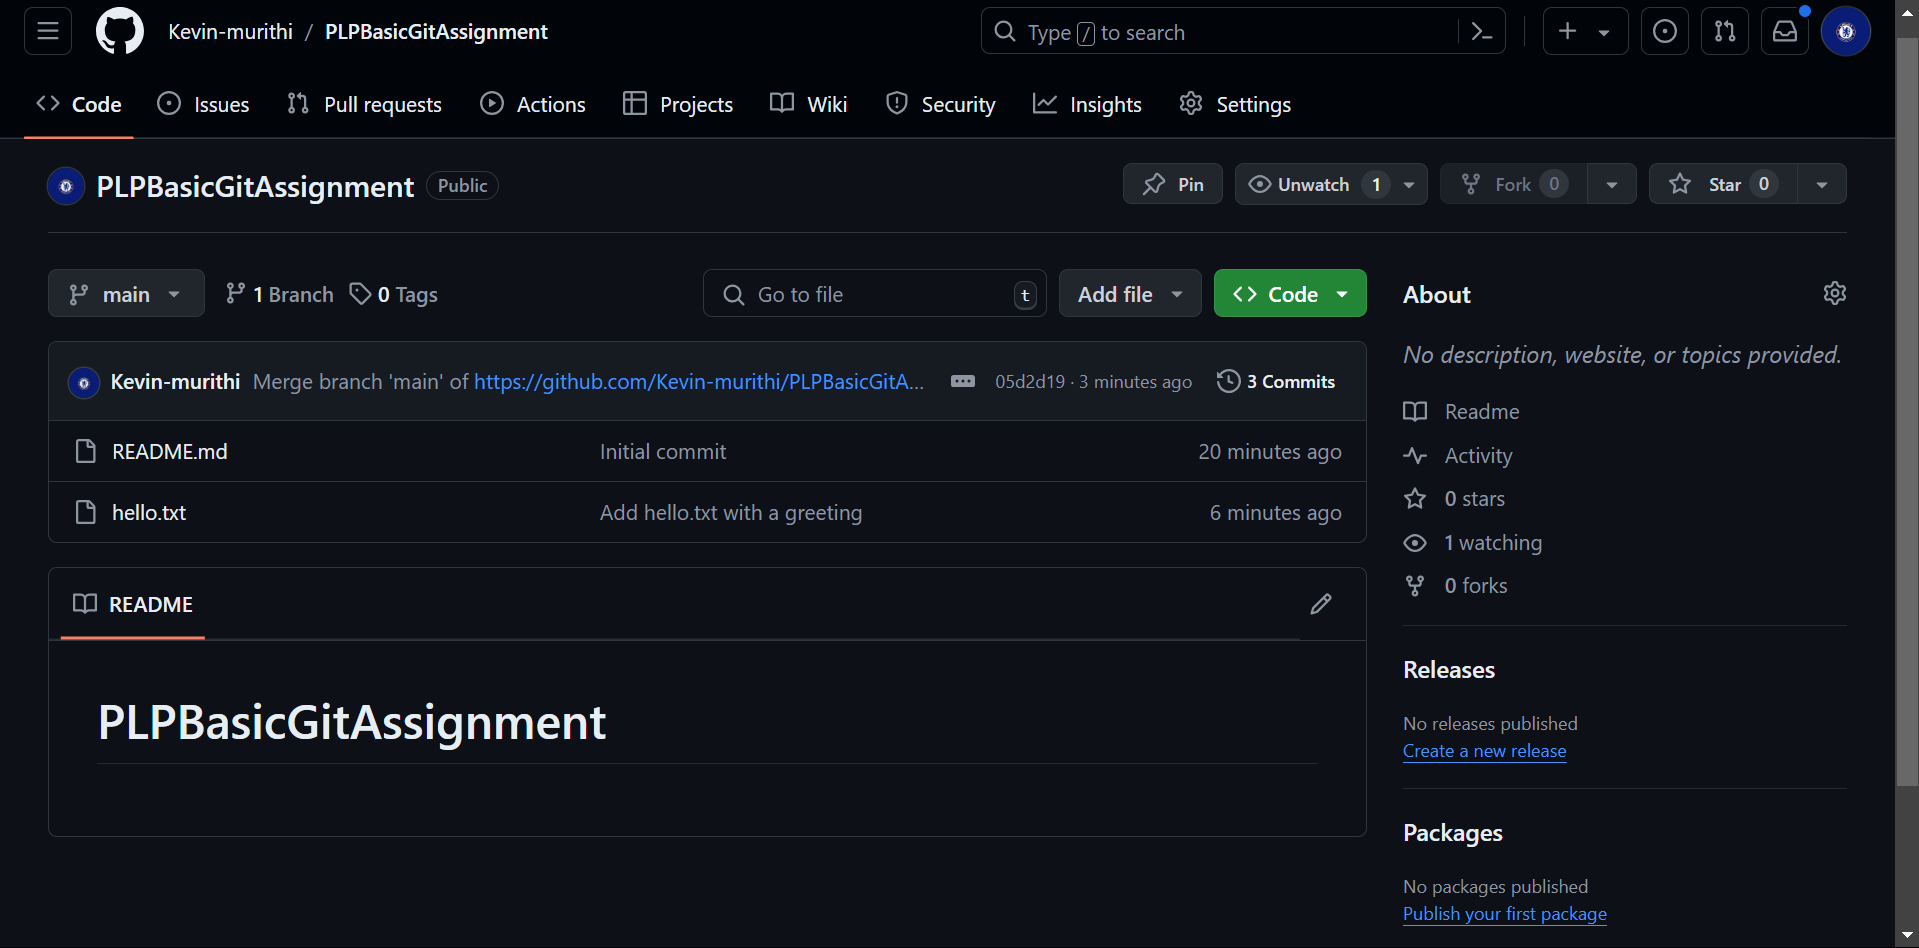 Kevin-murithi / PLPBasicGitAssignment
Type / to search
Code Issues Pull requests Actions Projects Wiki Security Insights Settings
PLPBasicGitAssignment Public
Pin Unwatch 1 Fork 0 Star 0
main 1 Branch 0 Tags
Go to file t Add file Code
Kevin-murithi Merge branch 'main' of https://github.com/Kevin-murithi/PLPBasicGitA... 05d2d19 · 3 minutes ago 3 Commits
README.md Initial commit 20 minutes ago
hello.txt Add hello.txt with a greeting 6 minutes ago
README
PLPBasicGitAssignment
About
No description, website, or topics provided.
Readme
Activity
0 stars
1 watching
0 forks
Releases
No releases published
Create a new release
Packages
No packages published
Publish your first package